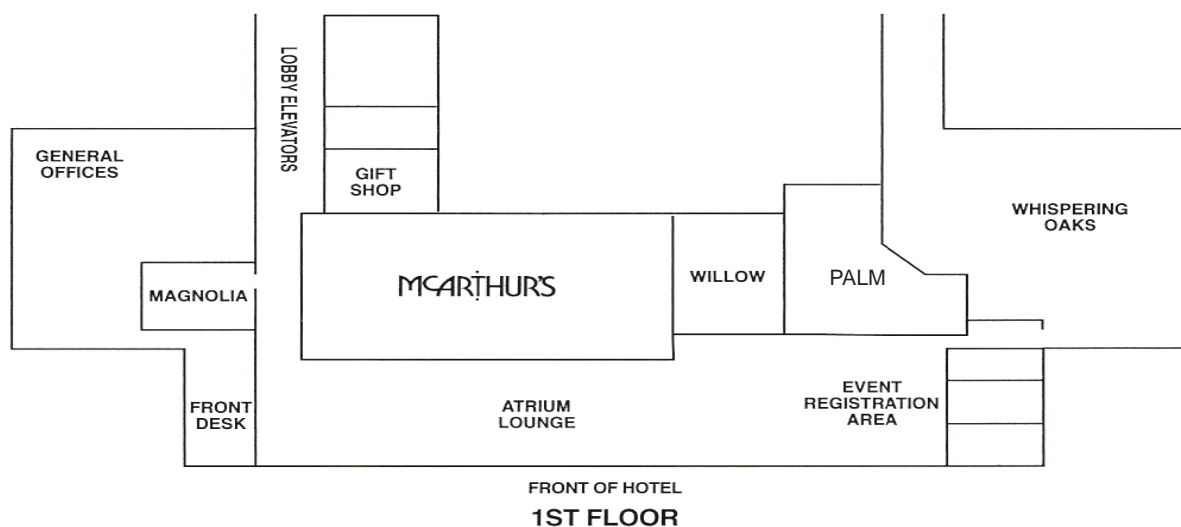 LOBBY ELEVATORS
GENERAL
OFFICES
GIFT
SHOP
WHISPERING
OAKS
MAGNOLIA
MCARTHUR'S
WILLOW
PALM
FRONT
DESK
ATRIUM
LOUNGE
EVENT
REGISTRATION
AREA
FRONT OF HOTEL
1ST FLOOR